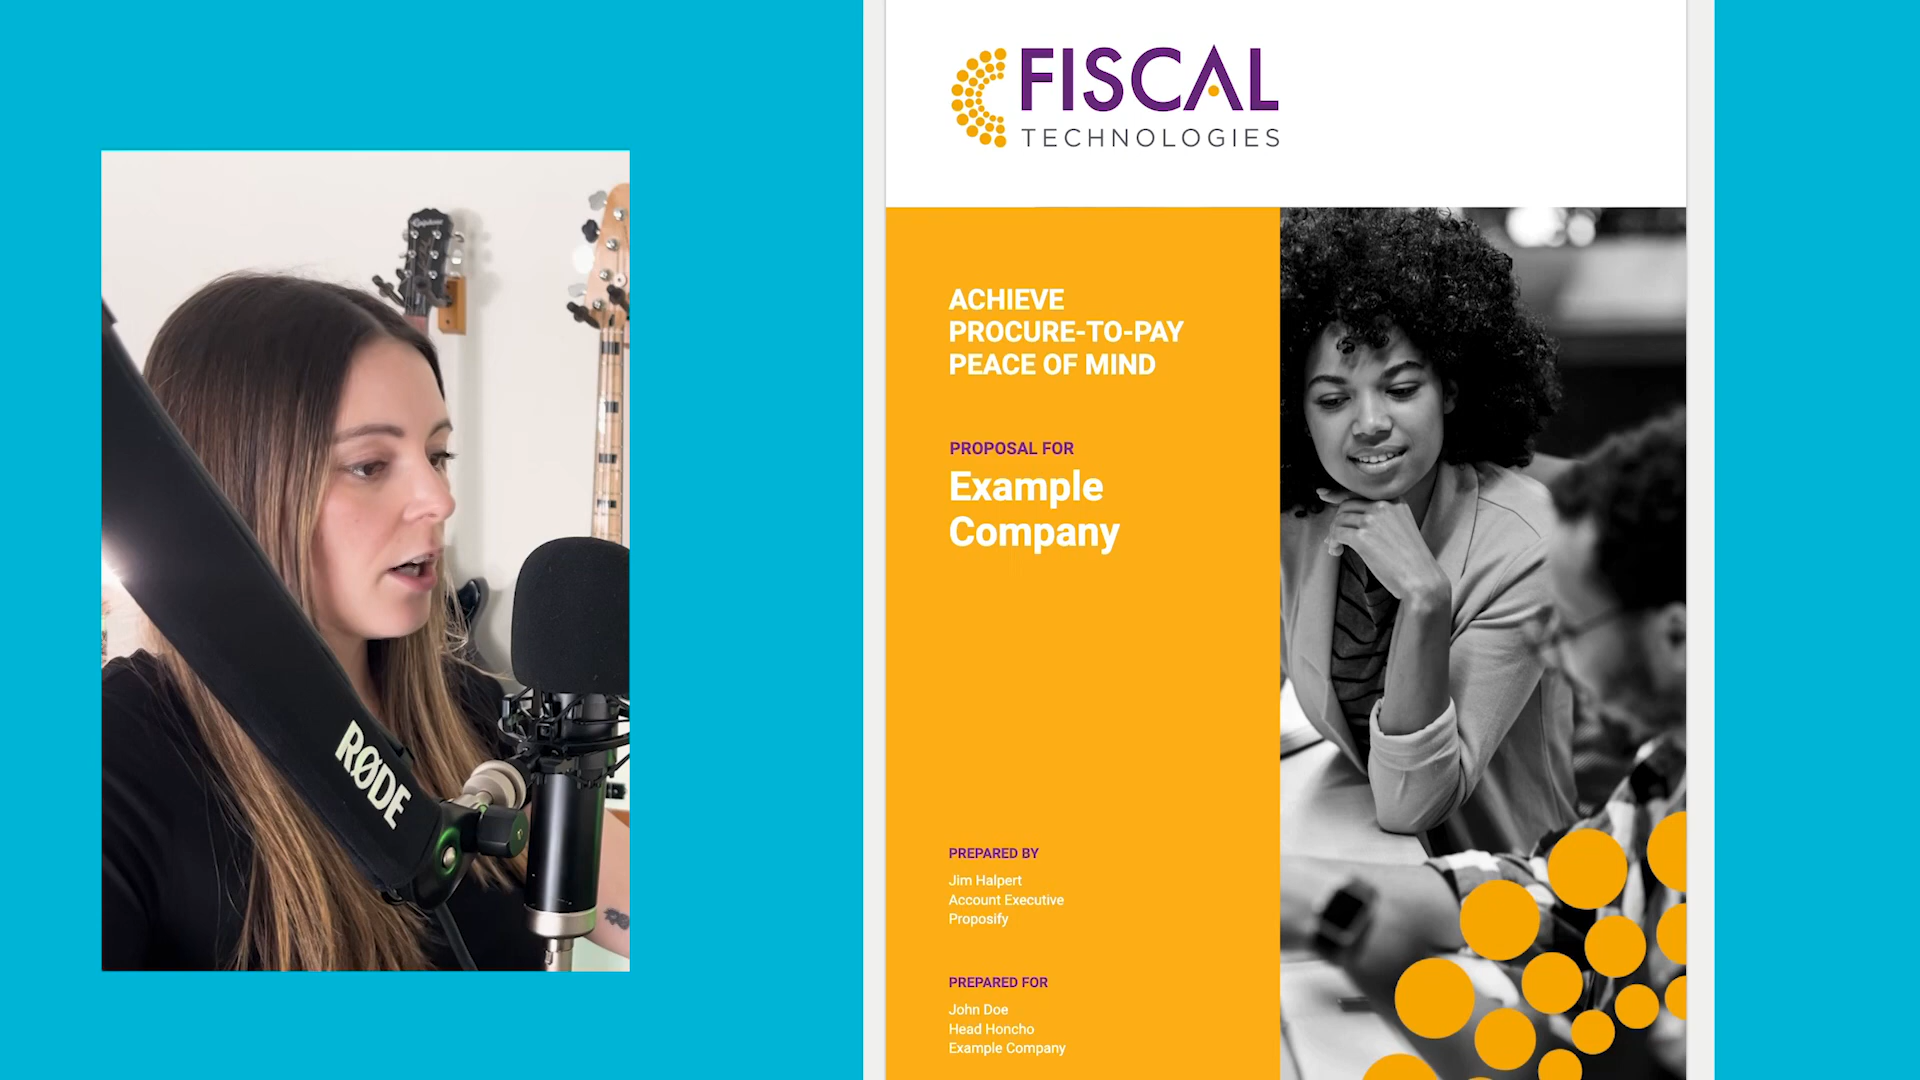 Epiphone
RØDE
FISCAL
TECHNOLOGIES
ACHIEVE
PROCURE-TO-PAY
PEACE OF MIND
PROPOSAL FOR
Example
Company
PREPARED BY
Jim Halpert
Account Executive
Proposify
PREPARED FOR
John Doe
Head Honcho
Example Company